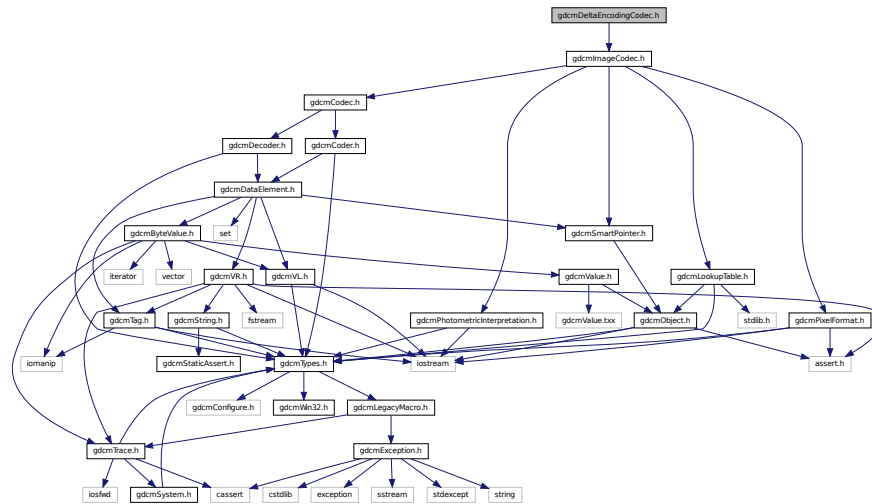 gdcmDeltaEncodingCodec.h
gdcmImageCodec.h
gdcmCodec.h
gdcmDecoder.h
gdcmCoder.h
gdcmDataElement.h
gdcmByteValue.h
set
gdcmSmartPointer.h
iterator
vector
gdcmVR.h
gdcmVL.h
gdcmValue.h
gdcmLookupTable.h
gdcmTag.h
gdcmString.h
fstream
gdcmPhotometricInterpretation.h
gdcmValue.txx
gdcmObject.h
stdlib.h
gdcmPixelFormat.h
iomanip
gdcmStaticAssert.h
gdcmTypes.h
iostream
assert.h
gdcmConfigure.h
gdcmWin32.h
gdcmLegacyMacro.h
gdcmTrace.h
gdcmException.h
iosfwd
gdcmSystem.h
cassert
cstdlib
exception
sstream
stdexcept
string